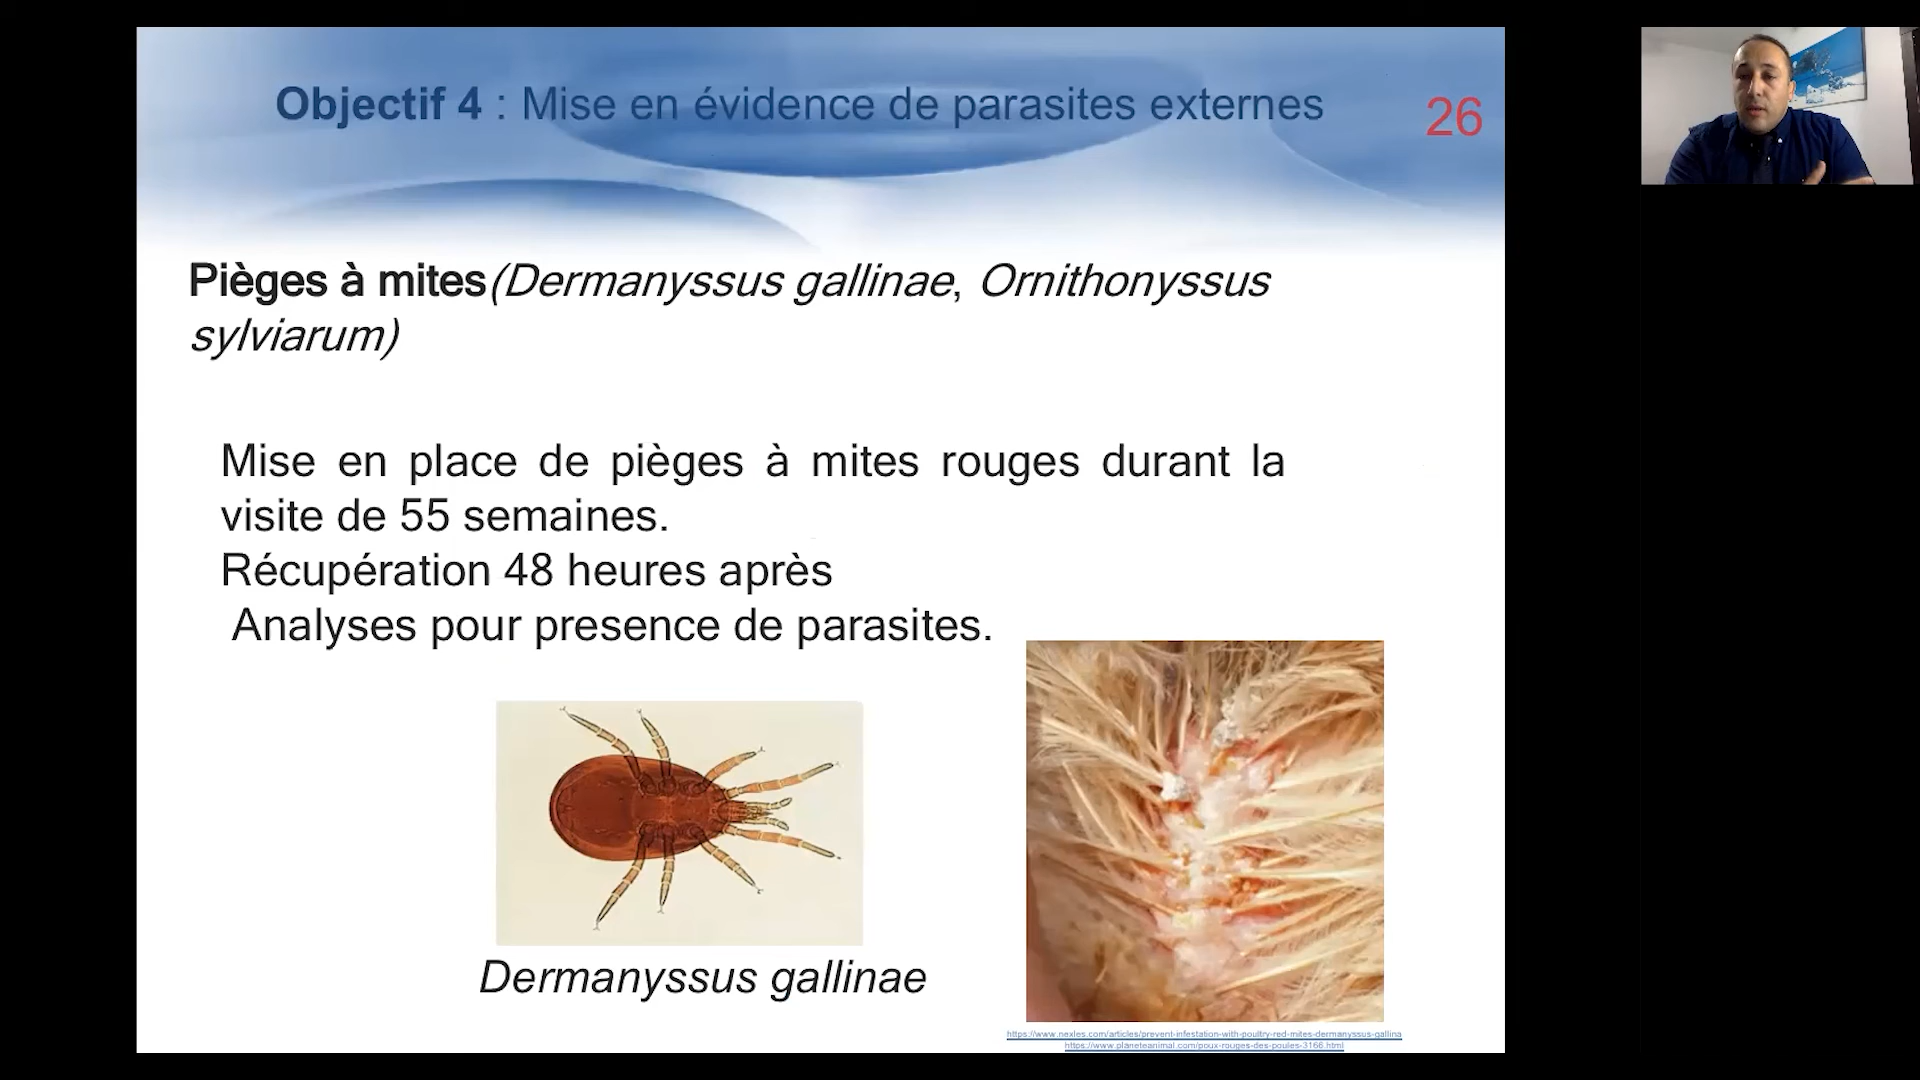 Objectif 4 : Mise en évidence de parasites externes
26
Pièges à mites(Dermanyssus gallinae, Ornithonyssus
sylviarum)
Mise en place de pièges à mites rouges durant la
visite de 55 semaines.
Récupération 48 heures après
Analyses pour presence de parasites.
Dermanyssus gallinae
https://www.nexles.com/articles/prevent-infestation-with-poultry-red-mites-dermanyssus-gallina
https://www.planeteanimal.com/poux-rouges-des-poules-3166.html